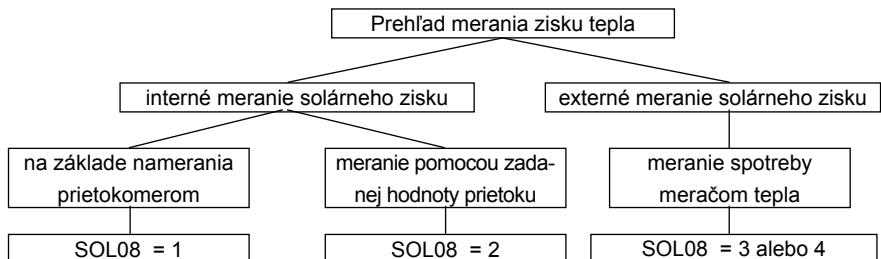 Prehľad merania zisku tepla
interné meranie solárneho zisku
externé meranie solárneho zisku
na základe namerania
prietokomerom
meranie pomocou zada-
nej hodnoty prietoku
meranie spotreby
meračom tepla
SOL08 = 1
SOL08 = 2
SOL08 = 3 alebo 4